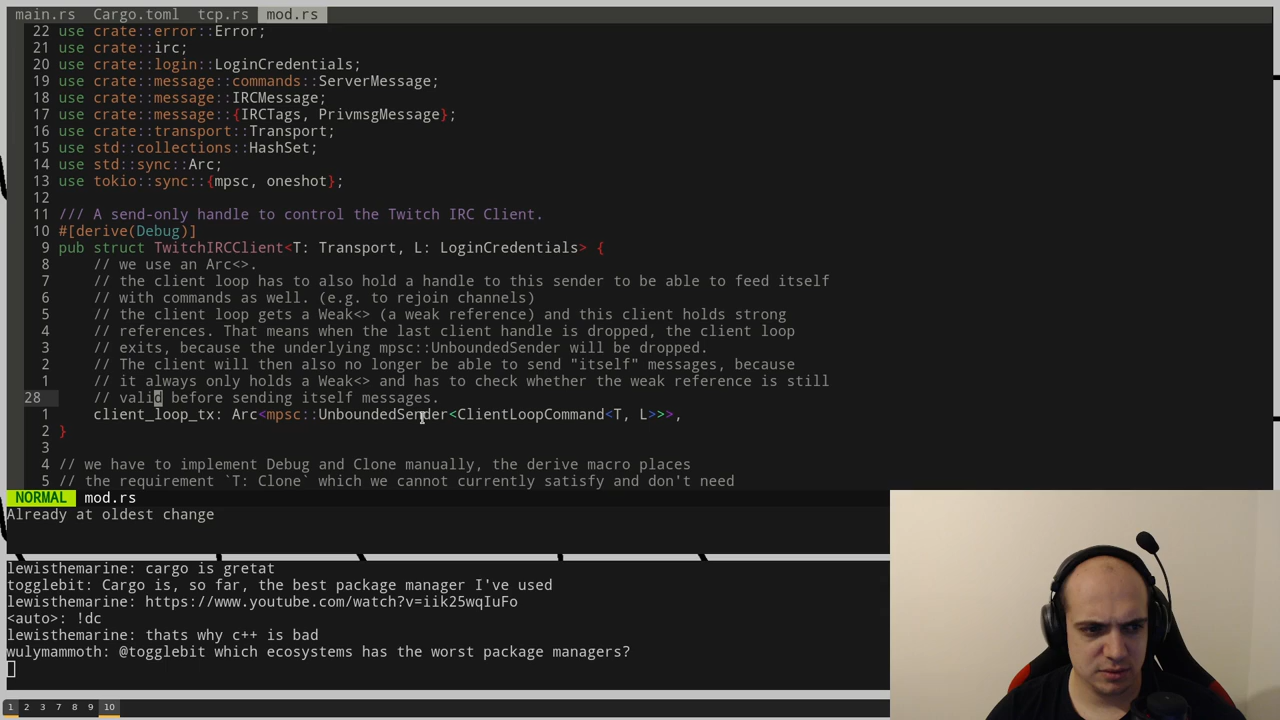 main.rs Cargo.toml tcp.rs mod.rs
22 use crate::error::Error;
21 use crate::irc;
20 use crate::login::LoginCredentials;
19 use crate::message::commands::ServerMessage;
18 use crate::message::IRCMessage;
17 use crate::message::{IRCTags, PrivmsgMessage};
16 use crate::transport::Transport;
15 use std::collections::HashSet;
14 use std::sync::Arc;
13 use tokio::sync::{mpsc, oneshot};
12
11 /// A send-only handle to control the Twitch IRC Client.
10 #[derive(Debug)]
9 pub struct TwitchIRCClient<T: Transport, L: LoginCredentials> {
8 // we use an Arc<>.
7 // the client loop has to also hold a handle to this sender to be able to feed itself
6 // with commands as well. (e.g. to rejoin channels)
5 // the client loop gets a Weak<> (a weak reference) and this client holds strong
4 // references. That means when the last client handle is dropped, the client loop
3 // exits, because the underlying mpsc::UnboundedSender will be dropped.
2 // The client will then also no longer be able to send "itself" messages, because
1 // it always only holds a Weak<> and has to check whether the weak reference is still
28 // valid before sending itself messages.
1 client_loop_tx: Arc<mpsc::UnboundedSender<ClientLoopCommand<T, L>>>,
2 }
3
4 // we have to implement Debug and Clone manually, the derive macro places
5 // the requirement `T: Clone` which we cannot currently satisfy and don't need
NORMAL mod.rs
Already at oldest change
lewisthemarine: cargo is gretat
togglebit: Cargo is, so far, the best package manager I've used
lewisthemarine: https://www.youtube.com/watch?v=iik25wqIuFo
<auto>: !dc
lewisthemarine: thats why c++ is bad
wulymammoth: @togglebit which ecosystems has the worst package managers?
1 2 3 7 8 9 10